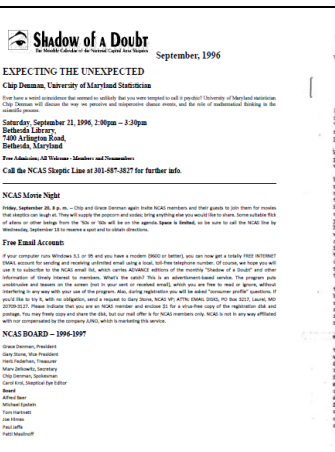 Shadow of a Doubt
The Monthly Calendar of the National Capital Area Skeptics
September, 1996
EXPECTING THE UNEXPECTED
Chip Denman, University of Maryland Statistician
Ever have a weird coincidence that seemed so unlikely that you were tempted to call it psychic? University of Maryland statistician
Chip Denman will discuss the way we perceive and misperceive chance events, and the role of mathematical thinking in the
scientific process.
Saturday, September 21, 1996, 2:00pm – 3:30pm
Bethesda Library,
7400 Arlington Road,
Bethesda, Maryland
Free Admission; All Welcome - Members and Nonmembers
Call the NCAS Skeptic Line at 301-587-3827 for further info.
NCAS Movie Night
Friday, September 20, 8 p. m. – Chip and Grace Denman again invite NCAS members and their guests to join them for movies
that skeptics can laugh at. They will supply the popcorn and sodas; bring anything else you would like to share. Some suitable flick
of aliens or other beings from the '50s or '60s will be on the agenda. Space is limited, so be sure to call the NCAS line by
Wednesday, September 18 to reserve a spot and to obtain directions.
Free Email Accounts
If your computer runs Windows 3.1 or 95 and you have a modem (9600 or better), you can now get a totally FREE INTERNET
EMAIL account for sending and receiving unlimited email using a local, toll-free telephone number. Of course, we hope you will
use it to subscribe to the NCAS email list, which carries ADVANCE editions of the monthly "Shadow of a Doubt" and other
information of timely interest to members. What's the catch? This is an advertisement-based service. The program puts
unobtrusive ads on the screen (not in your sent or received email), which you are free to read or ignore, without
interfering in any way with your use of the program. Also, during registration you will be asked "consumer profile" questions. If
you'd like to try it, with no obligation, send a request to Gary Stone, NCAS VP; ATTN: EMAIL DISKS, PO Box 3217, Laurel, MD
Please indicate that you are an NCAS member and enclose $1 for a virus-free copy of the registration disk and
postage. You may freely copy and share the disk, but our mail offer is for NCAS members only. NCAS is not in any way affiliated
with nor compensated by the company JUNO, which is marketing this service.
NCAS BOARD – 1996-1997
Grace Denman, President
Gary Stone, Vice President
Herb Federhen, Treasurer
Marv Zelkowitz, Secretary
Chip Denman, Spokesman
Carol Krol, Skeptical Eye Editor
Board
Alfred Beer
Michael Epstein
Tom Hartnett
Joe Himes
Paul Jaffe
Patti Maslinoff